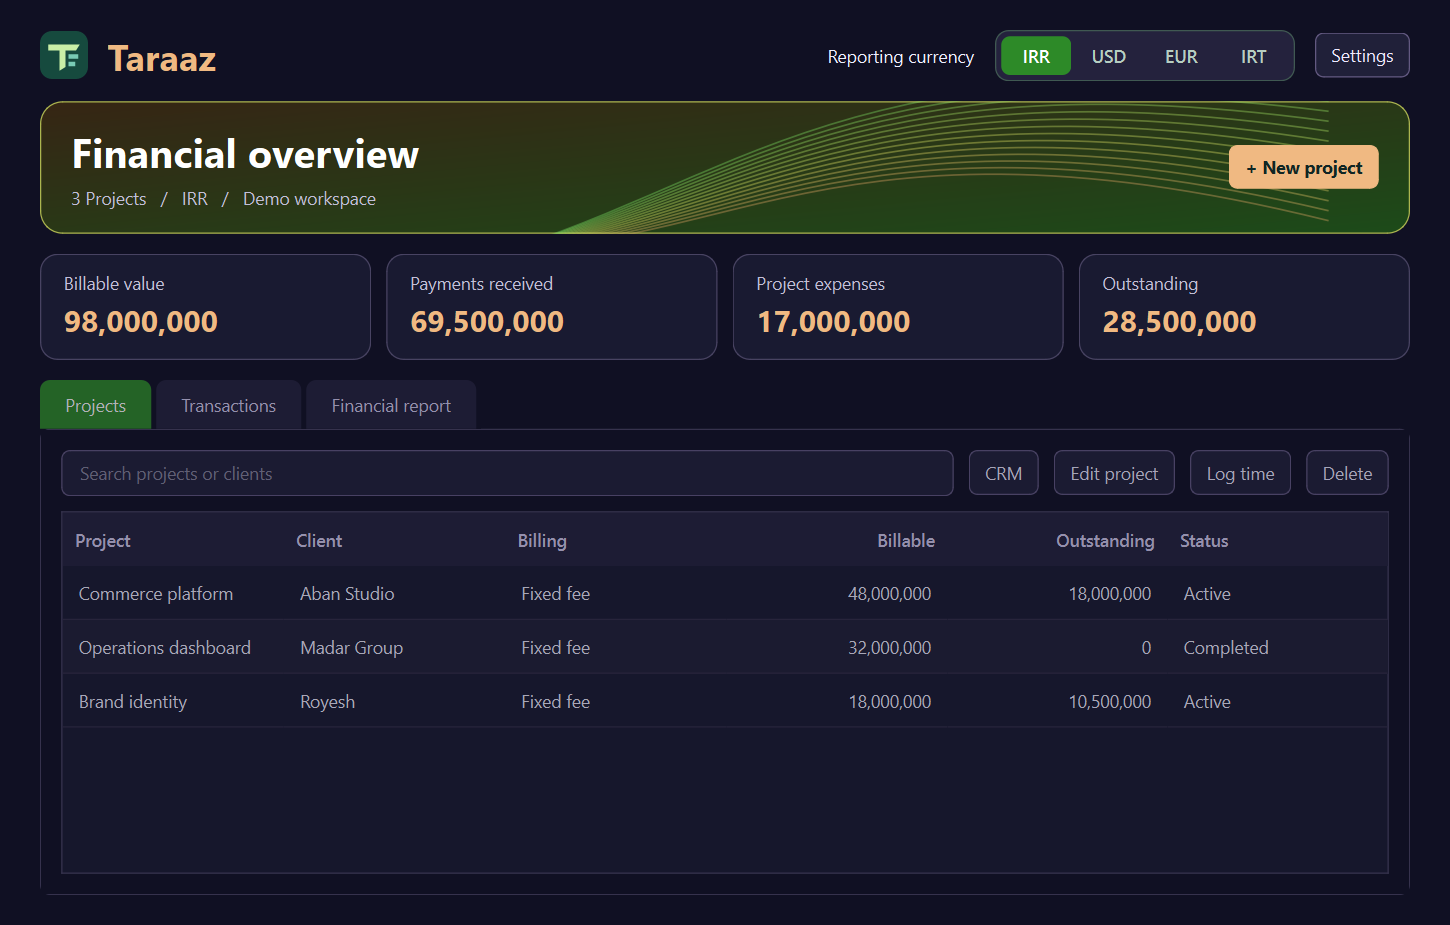 Taraaz
Reporting currency IRR USD EUR IRT Settings
Financial overview
3 Projects / IRR / Demo workspace
+ New project
Billable value Payments received Project expenses Outstanding
98,000,000 69,500,000 17,000,000 28,500,000
Projects Transactions Financial report
Search projects or clients CRM Edit project Log time Delete
Project Client Billing Billable Outstanding Status
Commerce platform Aban Studio Fixed fee 48,000,000 18,000,000 Active
Operations dashboard Madar Group Fixed fee 32,000,000 0 Completed
Brand identity Royesh Fixed fee 18,000,000 10,500,000 Active